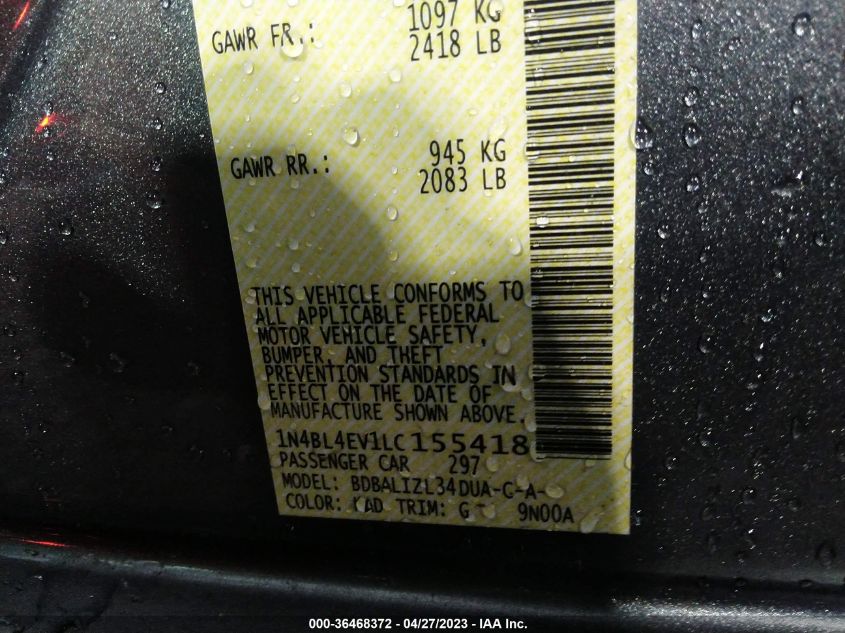 GAWR FR.: 1097 KG
2418 LB
GAWR RR.: 945 KG
2083 LB
THIS VEHICLE CONFORMS TO
ALL APPLICABLE FEDERAL
MOTOR VEHICLE SAFETY,
BUMPER, AND THEFT
PREVENTION STANDARDS IN
EFFECT ON THE DATE OF
MANUFACTURE SHOWN ABOVE.
1N4BL4EV1LC155418
PASSENGER CAR 297
MODEL: BDBALIZL34DUA-C-A-
COLOR: KAD TRIM: G 9N00A
000-36468372 - 04/27/2023 - IAA Inc.